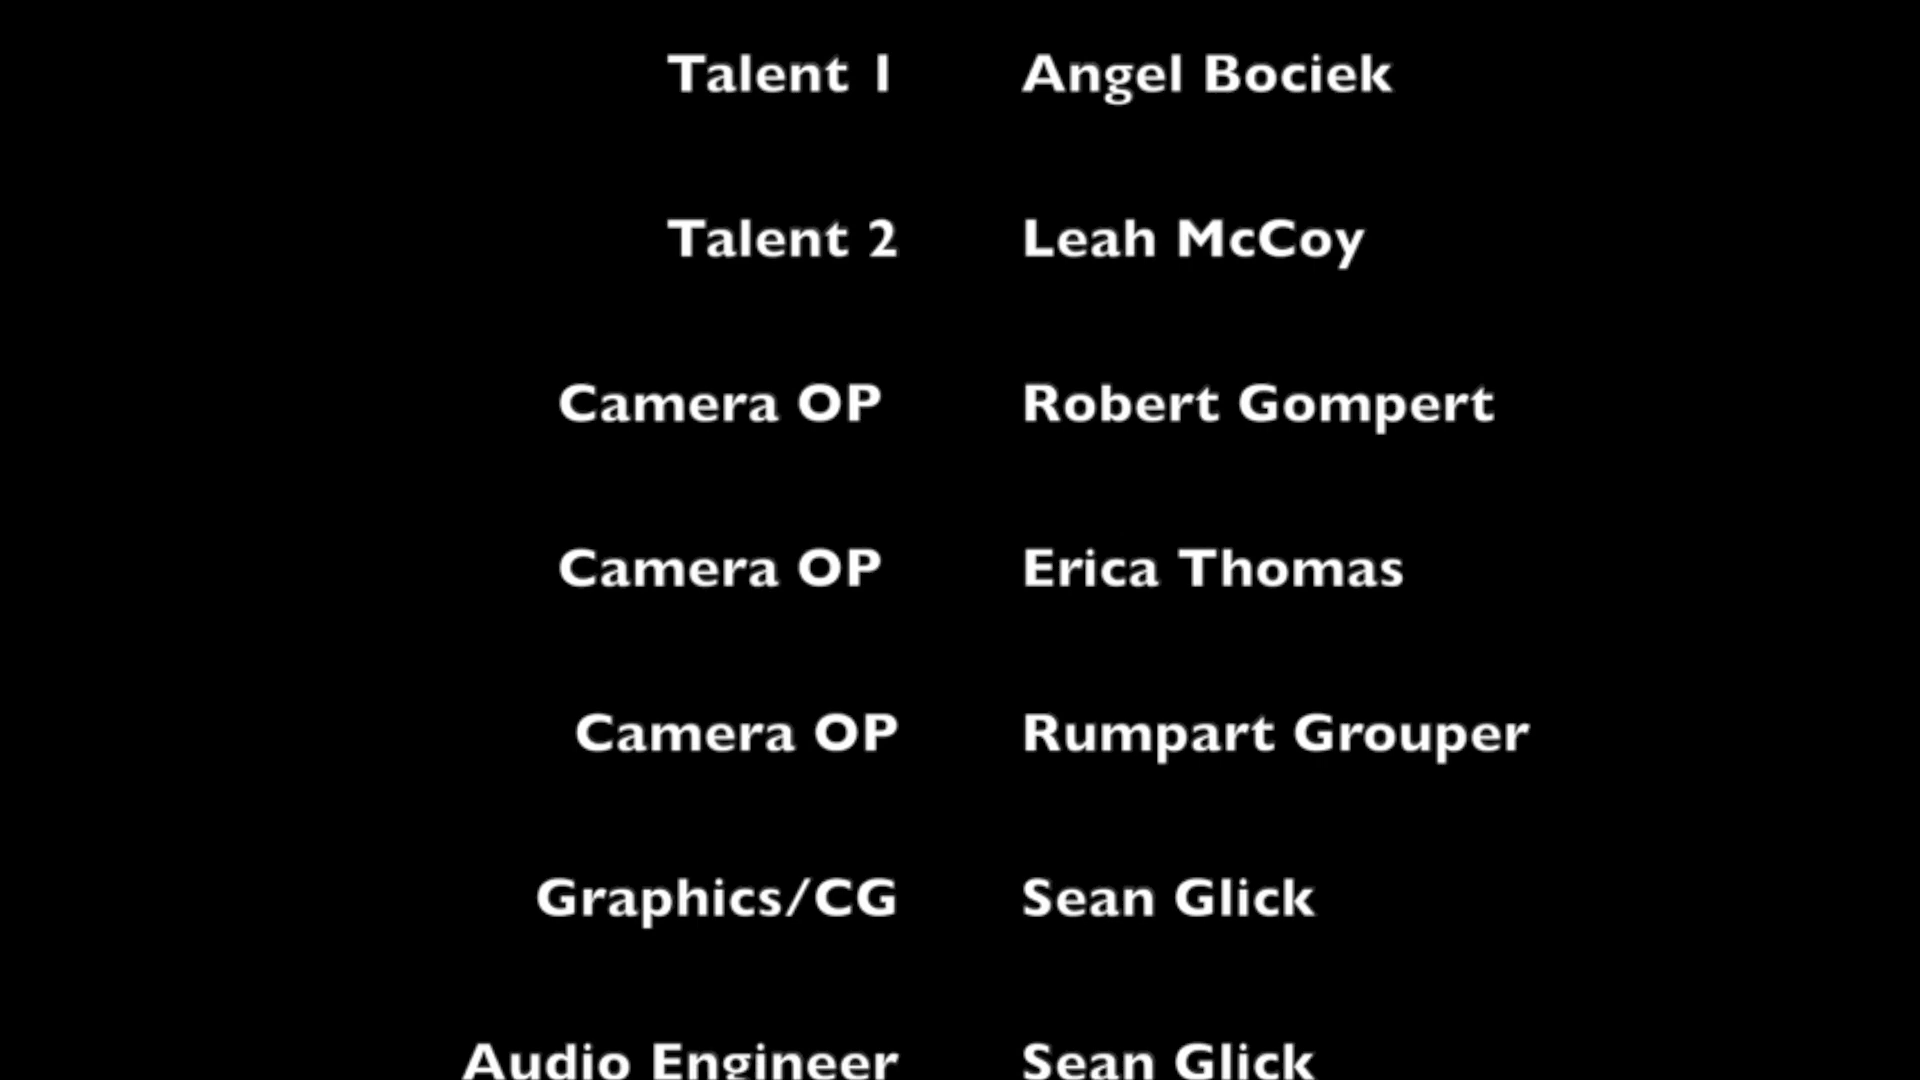 Talent 1 Angel Bociek
Talent 2 Leah McCoy
Camera OP Robert Gompert
Camera OP Erica Thomas
Camera OP Rumpart Grouper
Graphics/CG Sean Glick
Audio Engineer Sean Glick